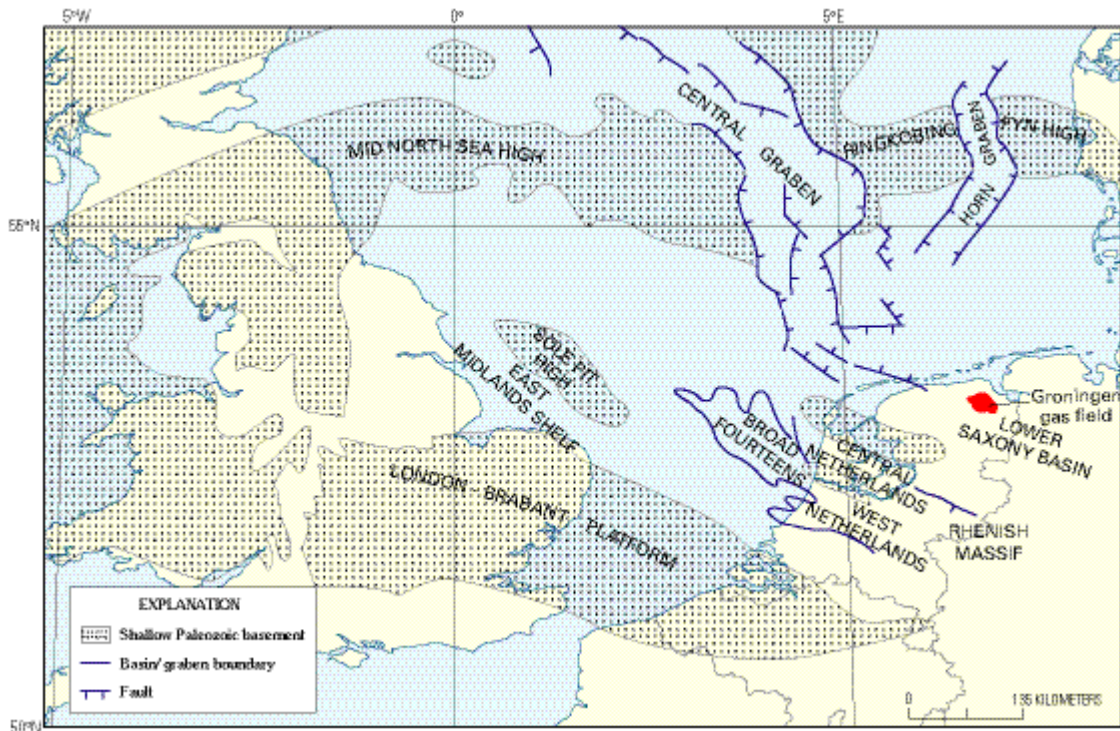 5°W
0°
5°E
CENTRAL
GRABEN
MID NORTH SEA HIGH
RINGKOBING
FYN HIGH
GRABEN
HORN
55°N
SOLE PIT
HIGH
EAST
MIDLANDS SHELF
Groningen
gas field
LOWER
SAXONY BASIN
BROAD
FOURTEENS
CENTRAL
NETHERLANDS
WEST
NETHERLANDS
LONDON - BRABANT PLATFORM
RHENISH
MASSIF
EXPLANATION
Shallow Paleozoic basement
Basin/graben boundary
Fault
0
135 KILOMETERS
50°N